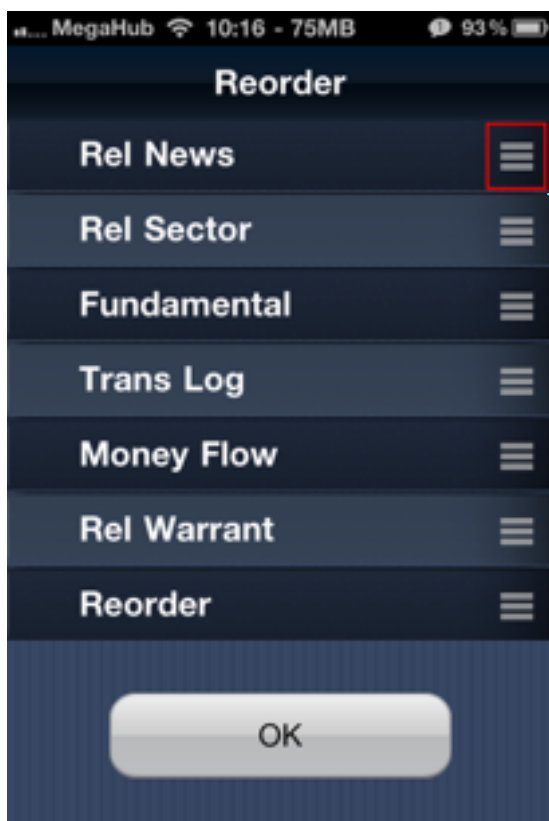 MegaHub 10:16 - 75MB 93%
Reorder
Rel News
Rel Sector
Fundamental
Trans Log
Money Flow
Rel Warrant
Reorder
OK